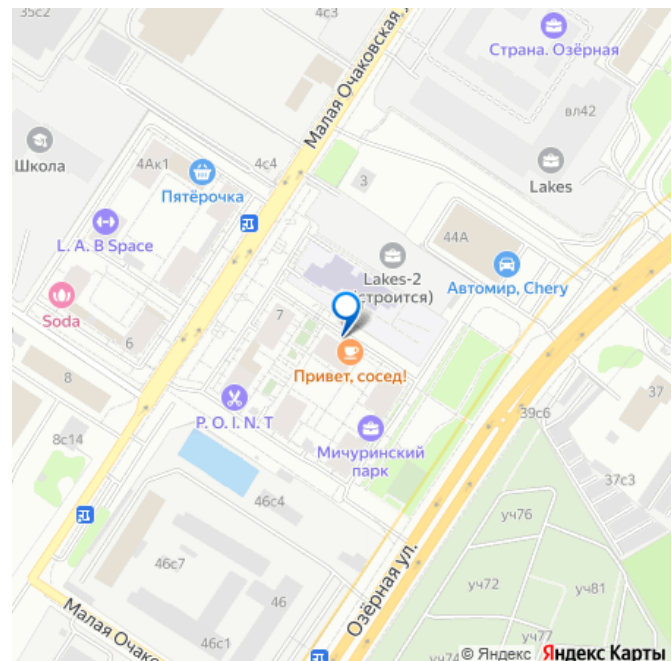 35с2
4с3
Страна. Озёрная
вл42
Малая Очаковская
Школа
4Ак1
4с4
Пятёрочка
3
Lakes
L. A. B Space
44А
Lakes-2
(строится)
Автомир, Chery
Soda
7
6
Привет, сосед!
8
P. O. I. N. T
37
39с6
8с14
Мичуринский
парк
37с3
46с4
уч76
46с7
Озёрная ул.
уч72
уч81
46
Малая Очако
46с1
уч77
уч74
© Яндекс Яндекс Карты